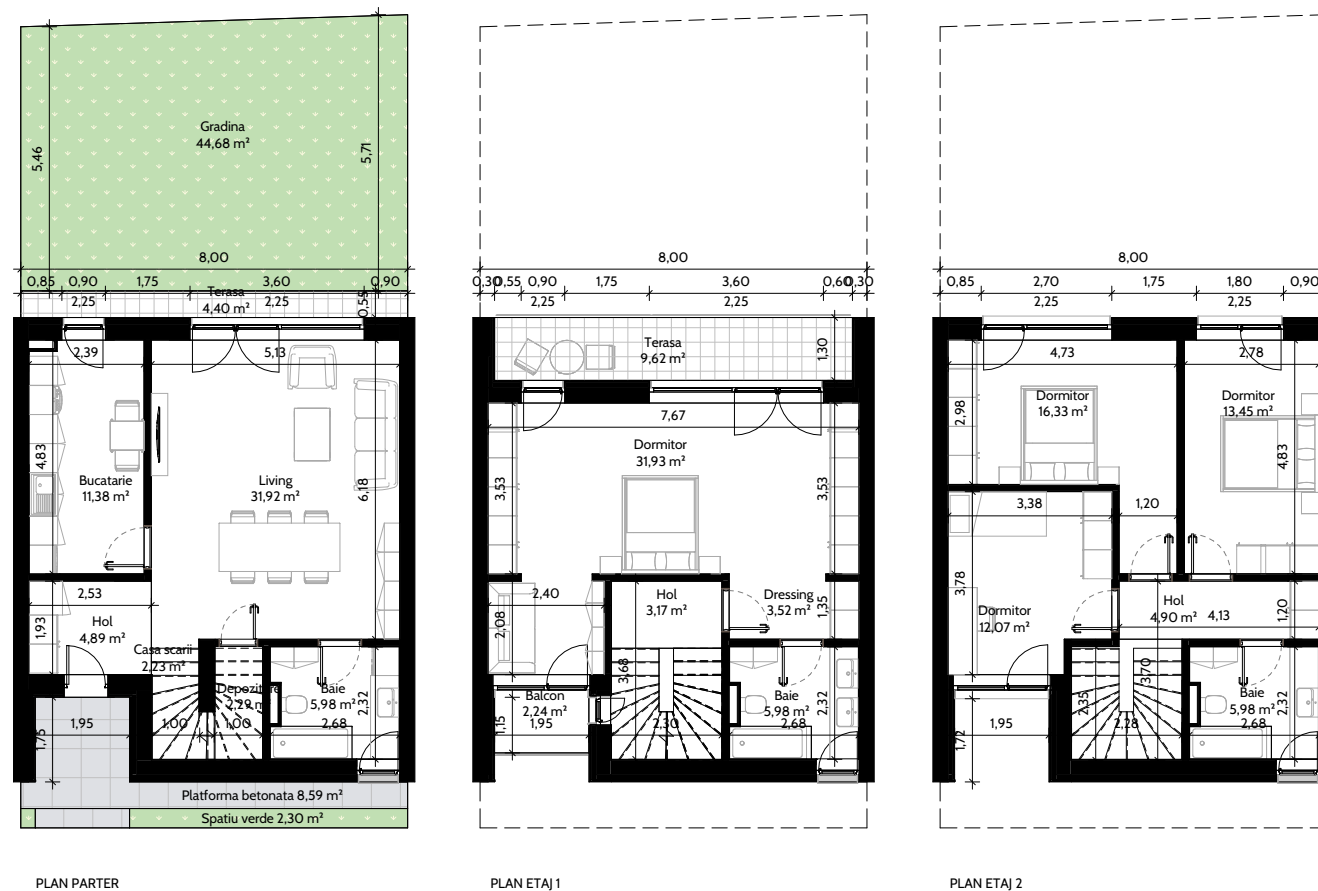 Gradina
44,68 m²
5,46
5,71
8,00
0,85 0,90 1,75 3,60 0,90
2,25 2,25
Terasa
4,40 m²
0,55
2,39
5,13
4,83
Bucatarie
11,38 m²
Living
31,92 m²
6,18
2,53
1,93
Hol
4,89 m²
Casa scarii
2,23 m²
Depozitare
2,29 m²
Baie
5,98 m²
2,32
1,95
1,00
1,00
2,68
1,75
Platforma betonata 8,59 m²
Spatiu verde 2,30 m²
PLAN PARTER
8,00
0,30 0,55 0,90 1,75 3,60 0,60 0,30
2,25 2,25
Terasa
9,62 m²
1,30
7,67
Dormitor
31,93 m²
3,53
3,53
2,40
2,08
Hol
3,17 m²
Dressing
3,52 m²
1,35
3,68
Balcon
2,24 m²
1,95
1,15
2,30
Baie
5,98 m²
2,68
2,32
PLAN ETAJ 1
8,00
0,85 2,70 1,75 1,80 0,90
2,25 2,25
4,73
2,78
2,98
Dormitor
16,33 m²
Dormitor
13,45 m²
4,83
3,38
1,20
3,78
Dormitor
12,07 m²
Hol
4,90 m²
4,13
1,20
3,70
2,35
2,28
Baie
5,98 m²
2,68
2,32
1,95
1,72
PLAN ETAJ 2